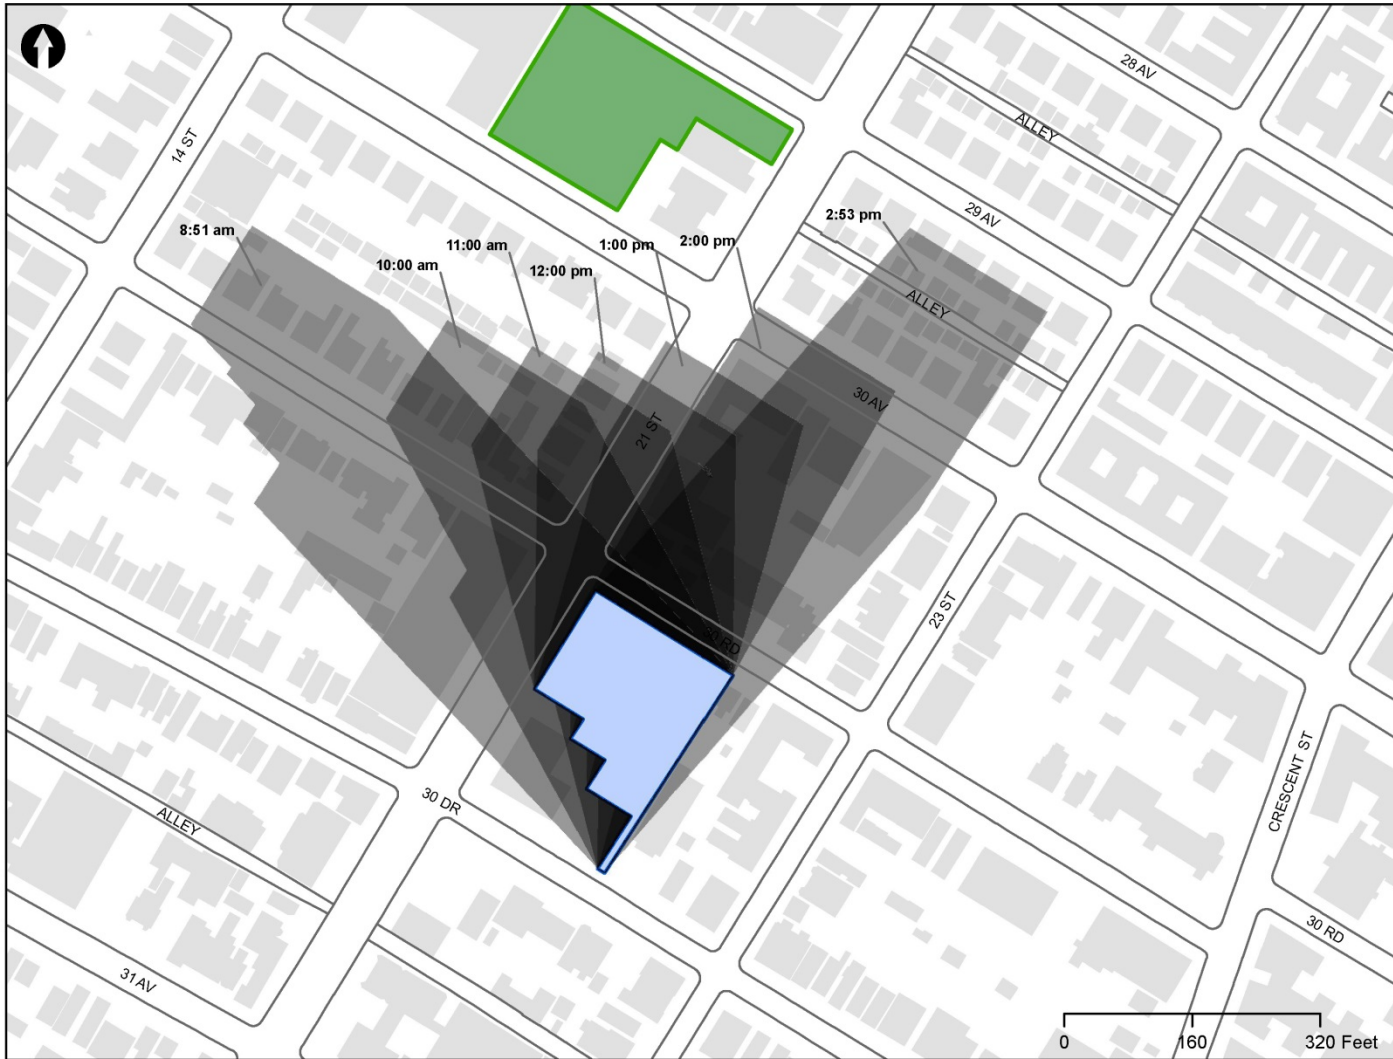 28 AV
ALLEY
14 ST
29 AV
2:53 pm
8:51 am
11:00 am
1:00 pm
2:00 pm
10:00 am
12:00 pm
ALLEY
30 AV
21 ST
23 ST
30 RD
CRESCENT ST
30 DR
ALLEY
30 RD
31 AV
0 160 320 Feet